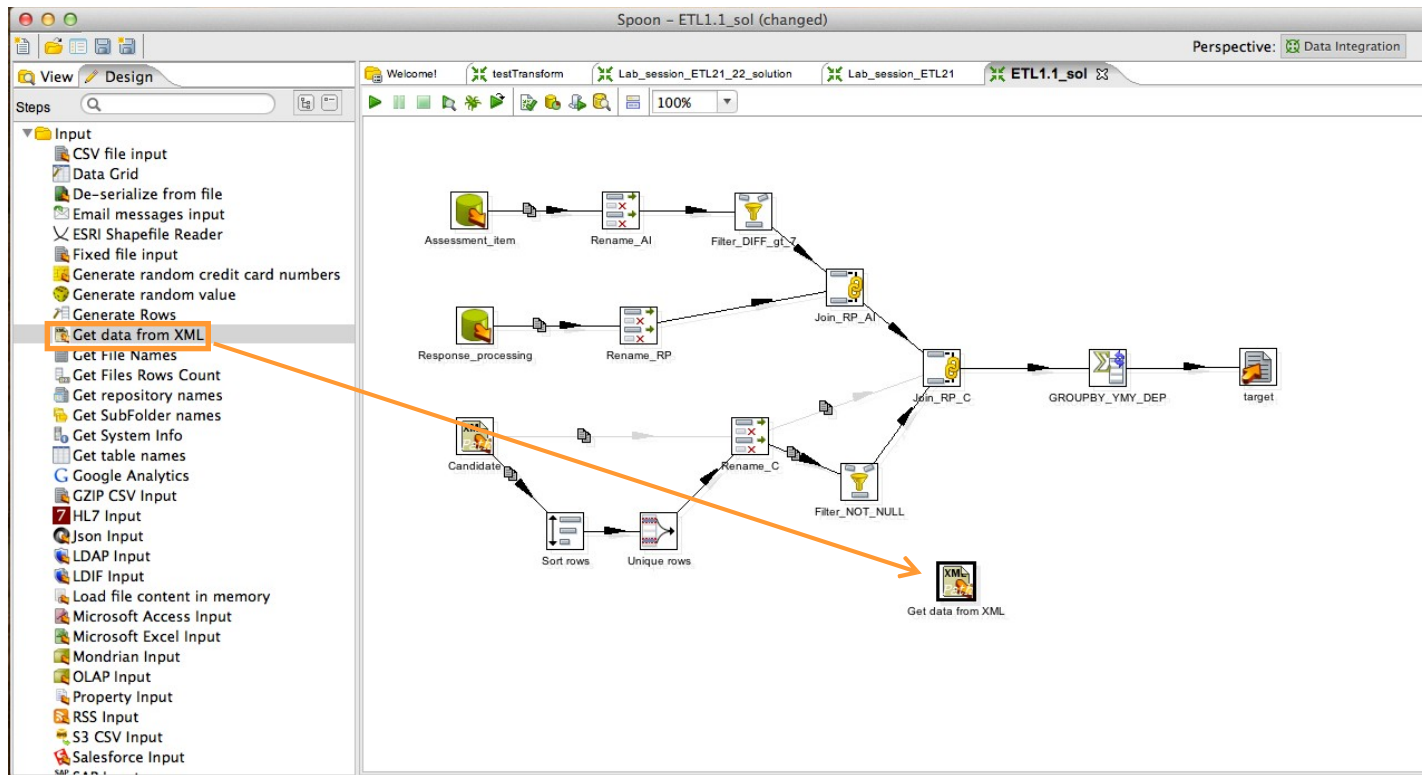 Spoon – ETL1.1_sol (changed)
Perspective: Data Integration
View Design
Welcome! testTransform Lab_session_ETL21_22_solution Lab_session_ETL21 ETL1.1_sol
Steps
100%
Input
CSV file input
Data Grid
De-serialize from file
Email messages input
ESRI Shapefile Reader
Fixed file input
Generate random credit card numbers
Generate random value
Generate Rows
Get data from XML
Get File Names
Get Files Rows Count
Get repository names
Get SubFolder names
Get System Info
Get table names
Google Analytics
GZIP CSV Input
HL7 Input
Json Input
LDAP Input
LDIF Input
Load file content in memory
Microsoft Access Input
Microsoft Excel Input
Mondrian Input
OLAP Input
Property Input
RSS Input
S3 CSV Input
Salesforce Input
Assessment_item
Rename_AI
Filter_DIFF_gt_7
Join_RP_AI
Response_processing
Rename_RP
Join_RP_C
GROUPBY_YMY_DEP
target
Candidate
Rename_C
Filter_NOT_NULL
Sort rows
Unique rows
XML
Get data from XML